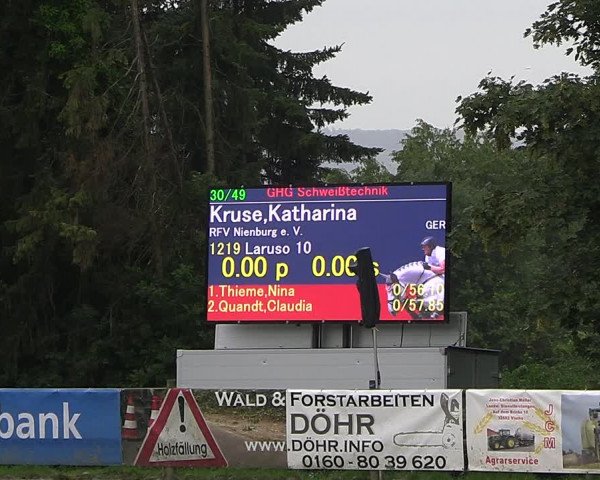 30/49 GHG Schweißtechnik
Kruse,Katharina
GER
RFV Nienburg e. V.
1219 Laruso 10
0.00 p 0.00 s
1.Thieme,Nina 0/56.10
2.Quandt,Claudia 0/57.85
bank
Holzfällung
WALD &
www.
FORSTARBEITEN
DÖHR
DÖHR.INFO
0160 - 80 39 620
JCM
Agrarservice